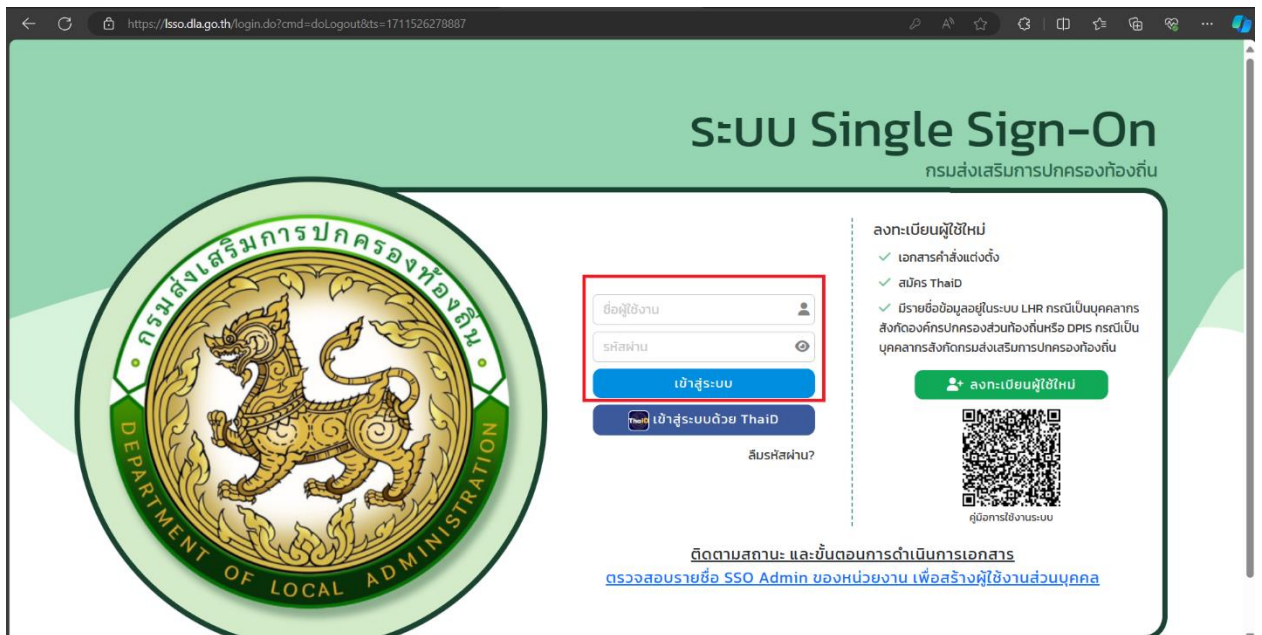 https://lsso.dla.go.th/login.do?cmd=doLogout&ts=1711526278887
ระบบ Single Sign-On
กรมส่งเสริมการปกครองท้องถิ่น
กรมส่งเสริมการปกครองท้องถิ่น
DEPARTMENT OF LOCAL ADMINISTRATION
ชื่อผู้ใช้งาน
รหัสผ่าน
เข้าสู่ระบบ
ThaiD เข้าสู่ระบบด้วย ThaiD
ลืมรหัสผ่าน?
ลงทะเบียนผู้ใช้ใหม่
เอกสารคำสั่งแต่งตั้ง
สมัคร ThaiD
มีรายชื่อข้อมูลอยู่ในระบบ LHR กรณีเป็นบุคคลากร
สังกัดองค์กรปกครองส่วนท้องถิ่นหรือ DPIS กรณีเป็น
บุคคลากรสังกัดกรมส่งเสริมการปกครองท้องถิ่น
ลงทะเบียนผู้ใช้ใหม่
คู่มือการใช้งานระบบ
ติดตามสถานะ และขั้นตอนการดำเนินการเอกสาร
ตรวจสอบรายชื่อ SSO Admin ของหน่วยงาน เพื่อสร้างผู้ใช้งานส่วนบุคคล